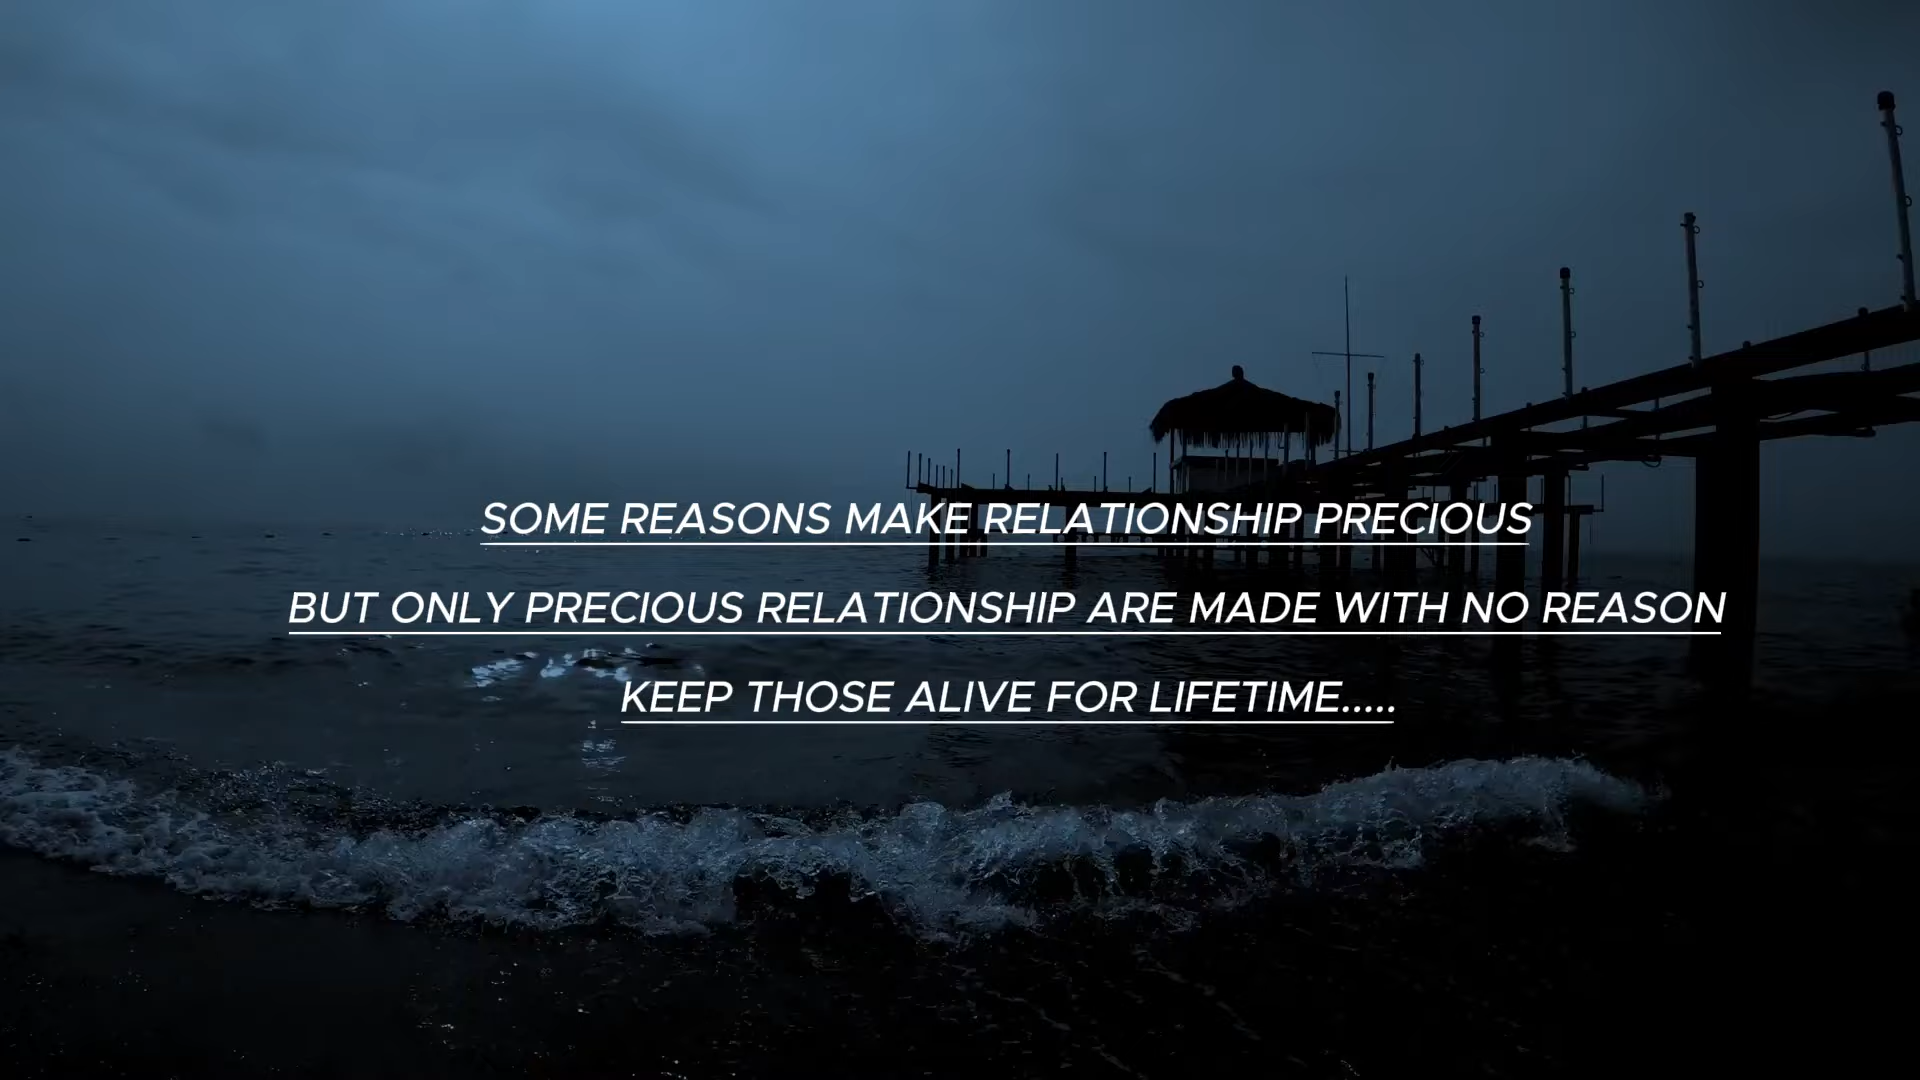 SOME REASONS MAKE RELATIONSHIP PRECIOUS
BUT ONLY PRECIOUS RELATIONSHIP ARE MADE WITH NO REASON
KEEP THOSE ALIVE FOR LIFETIME.....